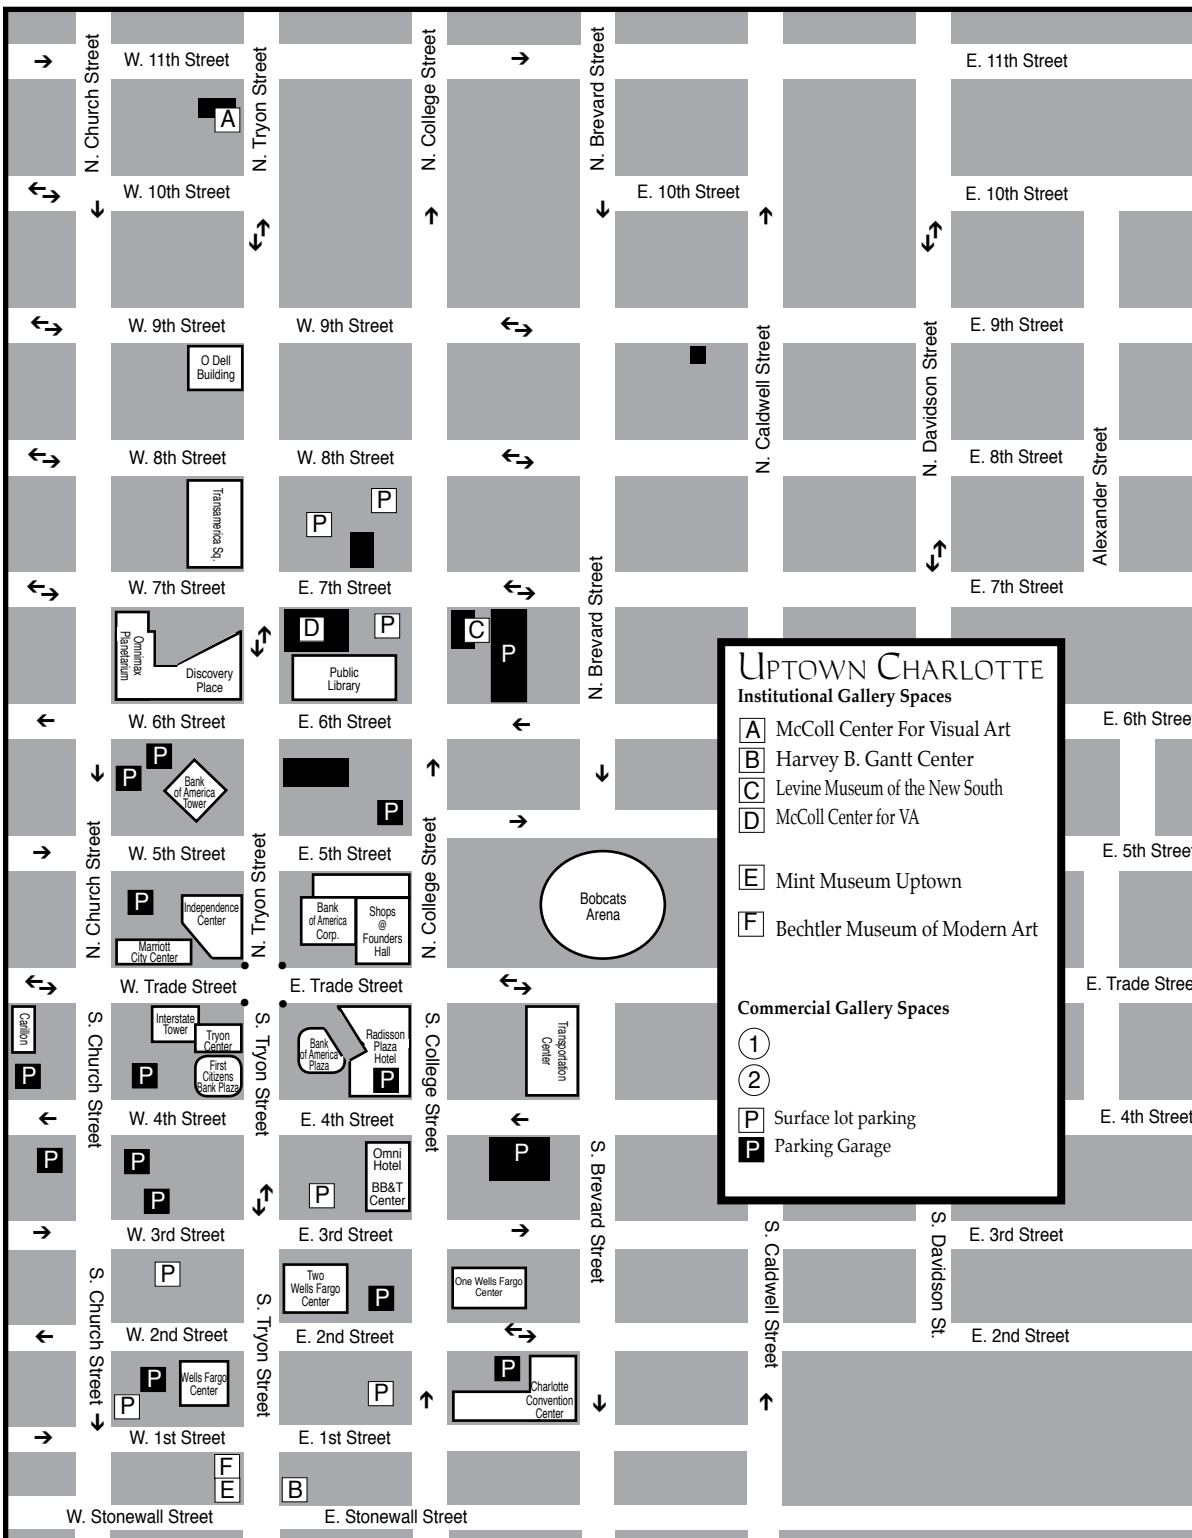 N. Church Street
N. Tryon Street
N. College Street
N. Brevard Street
W. 11th Street
E. 11th Street
A
W. 10th Street
E. 10th Street
E. 10th Street
W. 9th Street
W. 9th Street
E. 9th Street
O Dell
Building
N. Caldwell Street
N. Davidson Street
Alexander Street
W. 8th Street
W. 8th Street
E. 8th Street
Transamerica Sq.
P
P
W. 7th Street
E. 7th Street
E. 7th Street
N. Brevard Street
Omnimax
Planetarium
Discovery
Place
D
P
Public
Library
C
P
W. 6th Street
E. 6th Street
E. 6th Street
P
P
Bank
of America
Tower
P
N. Church Street
N. Tryon Street
N. College Street
W. 5th Street
E. 5th Street
E. 5th Street
P
Independence
Center
Marriott
City Center
Bank
of America
Corp.
Shops
@
Founders
Hall
Bobcats
Arena
W. Trade Street
E. Trade Street
E. Trade Stree
Carillon
P
S. Church Street
Interstate
Tower
Tryon
Center
P
First
Citizens
Bank Plaza
S. Tryon Street
Bank
of America
Plaza
Radisson
Plaza
Hotel
P
S. College Street
Transportation
Center
W. 4th Street
E. 4th Street
E. 4th Street
P
P
P
P
Omni
Hotel
BB&T
Center
P
S. Brevard Street
W. 3rd Street
E. 3rd Street
E. 3rd Street
S. Church Street
P
S. Tryon Street
Two
Wells Fargo
Center
P
One Wells Fargo
Center
S. Caldwell Street
S. Davidson St.
W. 2nd Street
E. 2nd Street
E. 2nd Street
P
P
Wells Fargo
Center
P
P
Charlotte
Convention
Center
W. 1st Street
E. 1st Street
F
E
B
W. Stonewall Street
E. Stonewall Street
UPTOWN CHARLOTTE
Institutional Gallery Spaces
A McColl Center For Visual Art
B Harvey B. Gantt Center
C Levine Museum of the New South
D McColl Center for VA
E Mint Museum Uptown
F Bechtler Museum of Modern Art
Commercial Gallery Spaces
1
2
P Surface lot parking
P Parking Garage